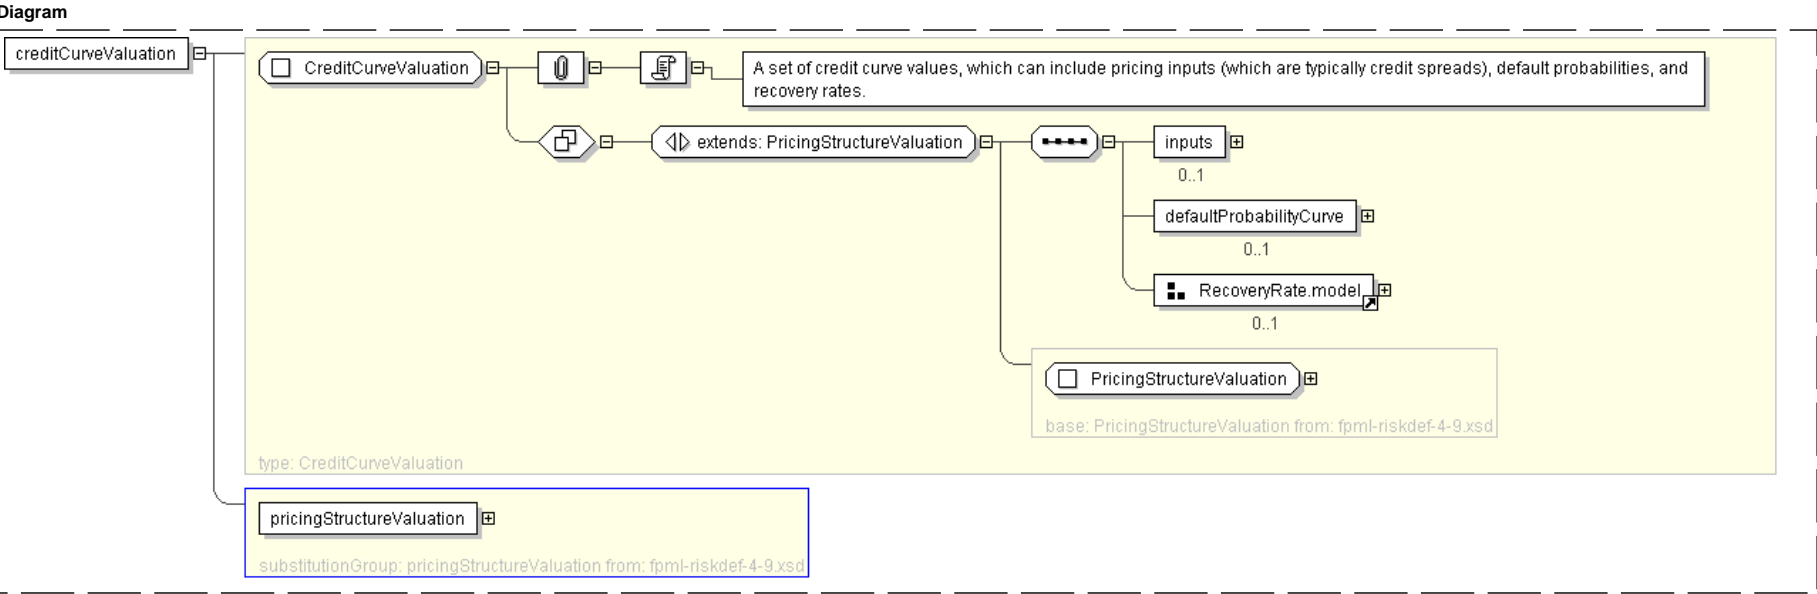 Diagram
creditCurveValuation
CreditCurveValuation
A set of credit curve values, which can include pricing inputs (which are typically credit spreads), default probabilities, and
recovery rates.
extends: PricingStructureValuation
inputs
0..1
defaultProbabilityCurve
0..1
RecoveryRate.model
0..1
PricingStructureValuation
base: PricingStructureValuation from: fpml-riskdef-4-9.xsd
type: CreditCurveValuation
pricingStructureValuation
substitutionGroup: pricingStructureValuation from: fpml-riskdef-4-9.xsd